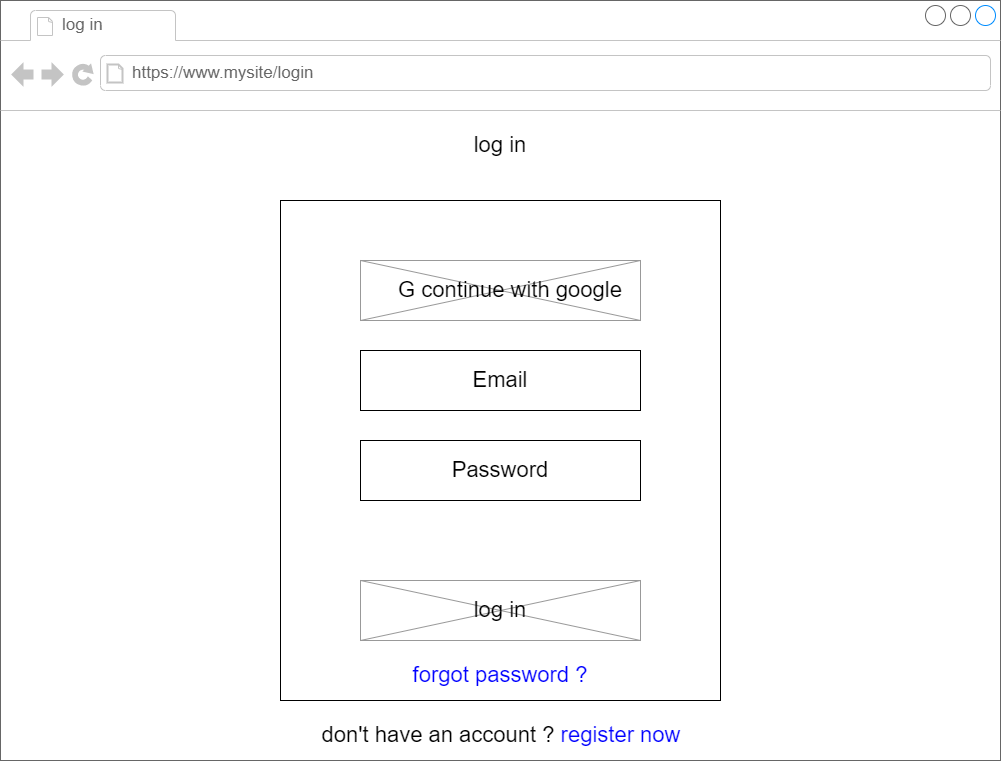 log in
https://www.mysite/login
log in
G continue with google
Email
Password
log in
forgot password ?
don't have an account ? register now